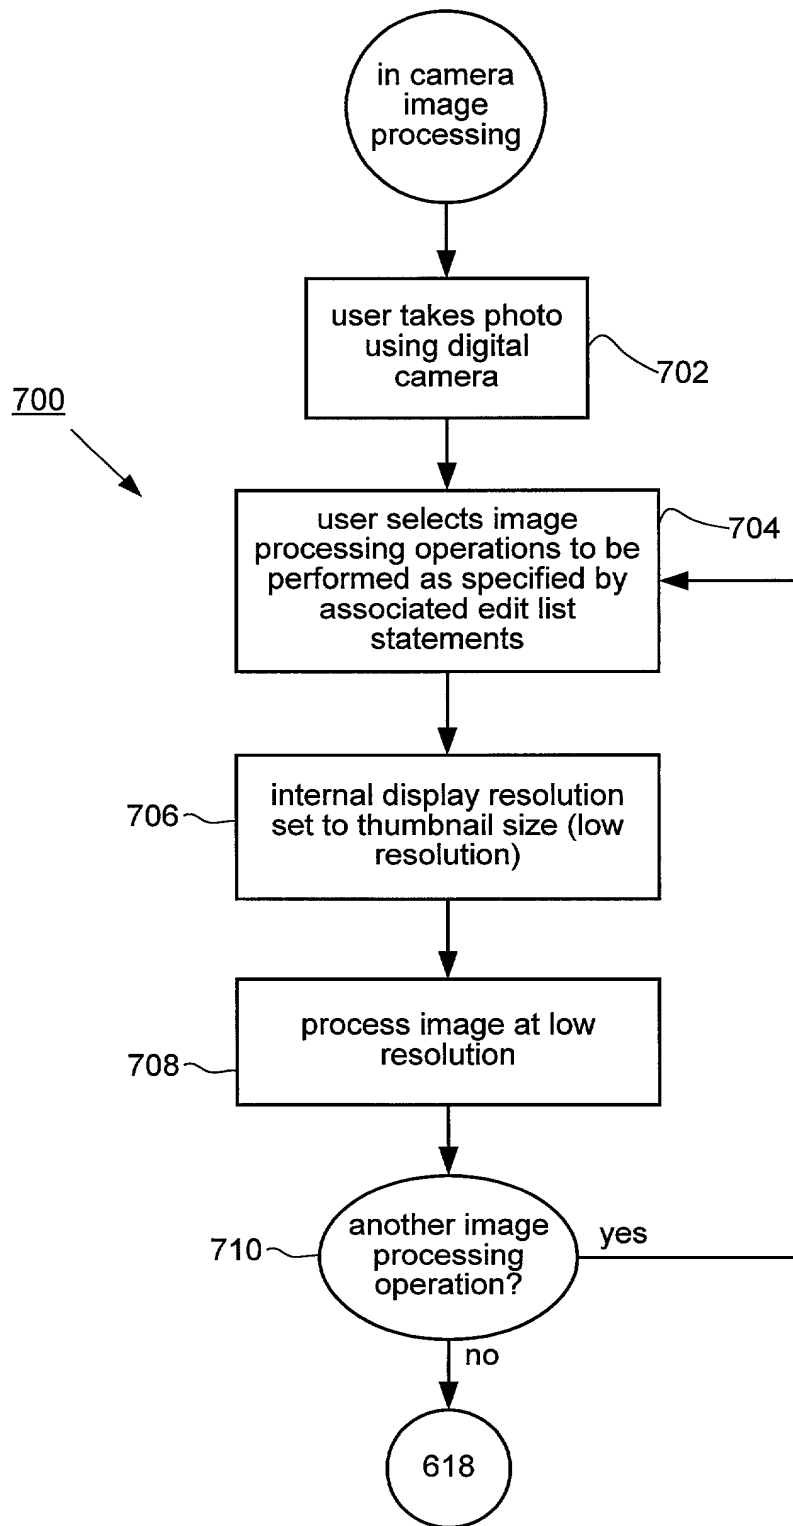 in camera
image
processing
user takes photo
using digital
camera
702
700
user selects image
processing operations to be
performed as specified by
associated edit list
statements
704
706
internal display resolution
set to thumbnail size (low
resolution)
process image at low
resolution
708
710
another image
processing
operation?
yes
no
618